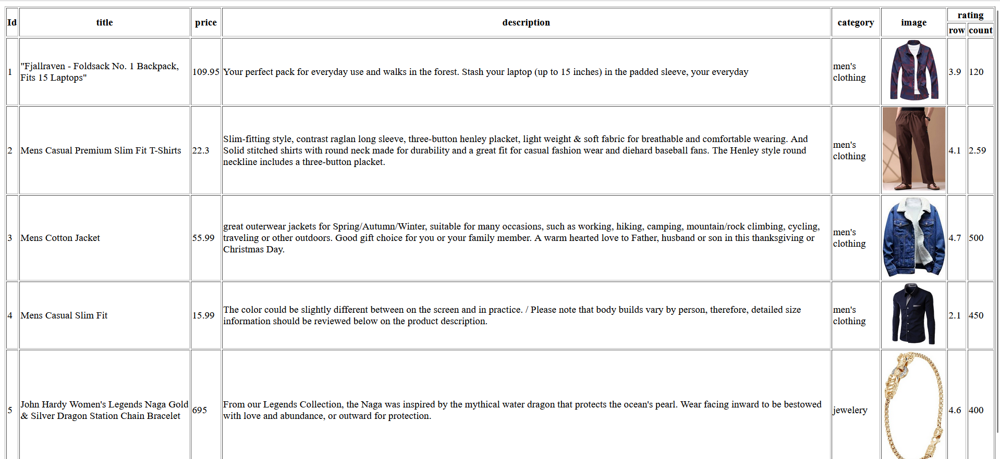 Id title price description category image rating
row count
1 "Fjallraven - Foldsack No. 1 Backpack,
Fits 15 Laptops" 109.95 Your perfect pack for everyday use and walks in the forest. Stash your laptop (up to 15 inches) in the padded sleeve, your everyday men's
clothing 3.9 120
2 Mens Casual Premium Slim Fit T-Shirts 22.3 Slim-fitting style, contrast raglan long sleeve, three-button henley placket, light weight & soft fabric for breathable and comfortable wearing. And
Solid stitched shirts with round neck made for durability and a great fit for casual fashion wear and diehard baseball fans. The Henley style round
neckline includes a three-button placket. men's
clothing 4.1 2.59
3 Mens Cotton Jacket 55.99 great outerwear jackets for Spring/Autumn/Winter, suitable for many occasions, such as working, hiking, camping, mountain/rock climbing, cycling,
traveling or other outdoors. Good gift choice for you or your family member. A warm hearted love to Father, husband or son in this thanksgiving or
Christmas Day. men's
clothing 4.7 500
4 Mens Casual Slim Fit 15.99 The color could be slightly different between on the screen and in practice. / Please note that body builds vary by person, therefore, detailed size
information should be reviewed below on the product description. men's
clothing 2.1 450
5 John Hardy Women's Legends Naga Gold
& Silver Dragon Station Chain Bracelet 695 From our Legends Collection, the Naga was inspired by the mythical water dragon that protects the ocean's pearl. Wear facing inward to be bestowed
with love and abundance, or outward for protection. jewelery 4.6 400